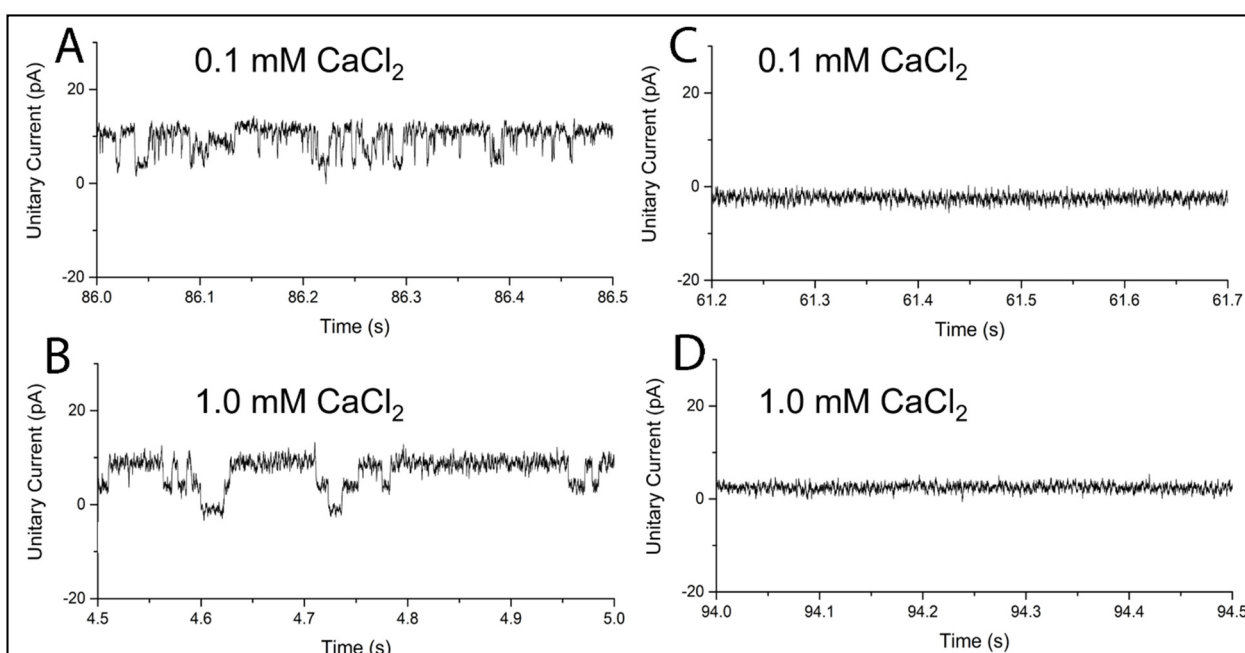 A
0.1 mM CaCl₂
Unitary Current (pA)
20
0
-20
86.0 86.1 86.2 86.3 86.4 86.5
Time (s)
C
0.1 mM CaCl₂
Unitary Current (pA)
20
0
-20
61.2 61.3 61.4 61.5 61.6 61.7
Time (s)
B
1.0 mM CaCl₂
Unitary Current (pA)
20
0
-20
4.5 4.6 4.7 4.8 4.9 5.0
Time (s)
D
1.0 mM CaCl₂
Unitary Current (pA)
20
0
-20
94.0 94.1 94.2 94.3 94.4 94.5
Time (s)